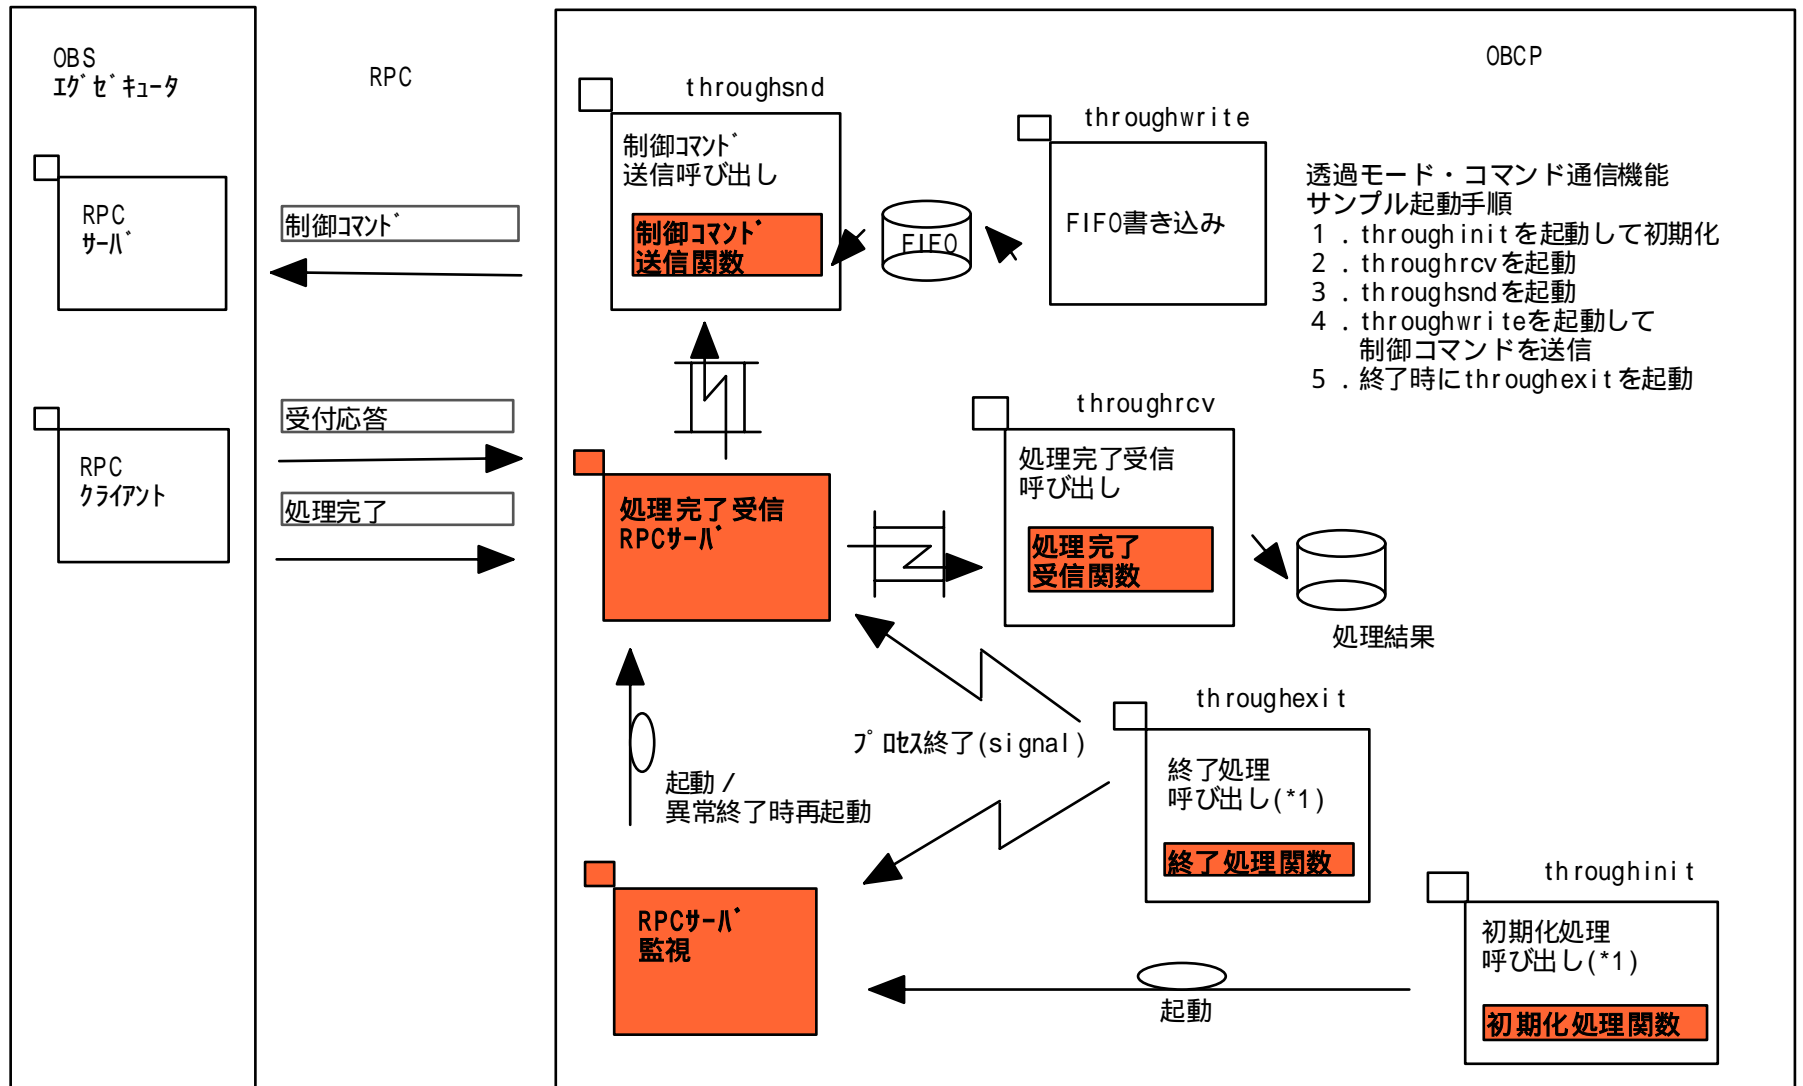 OBS
ｴｸﾞｾﾞｷｭｰﾀ
RPC
OBCP
RPC
ｻｰﾊﾞ
制御ｺﾏﾝﾄﾞ
RPC
ｸﾗｲｱﾝﾄ
受付応答
処理完了
throughsnd
制御ｺﾏﾝﾄﾞ
送信呼び出し
制御ｺﾏﾝﾄﾞ
送信関数
FIFO
throughwrite
FIFO書き込み
透過モード・コマンド通信機能
サンプル起動手順
１．throughinitを起動して初期化
２．throughrcvを起動
３．throughsndを起動
４．throughwriteを起動して
制御コマンドを送信
５．終了時にthroughexitを起動
処理完了受信
RPCｻｰﾊﾞ
throughrcv
処理完了受信
呼び出し
処理完了
受信関数
処理結果
起動／
異常終了時再起動
ﾌﾟﾛｾｽ終了(signal)
throughexit
終了処理
呼び出し(*1)
終了処理関数
RPCｻｰﾊﾞ
監視
起動
throughinit
初期化処理
呼び出し(*1)
初期化処理関数